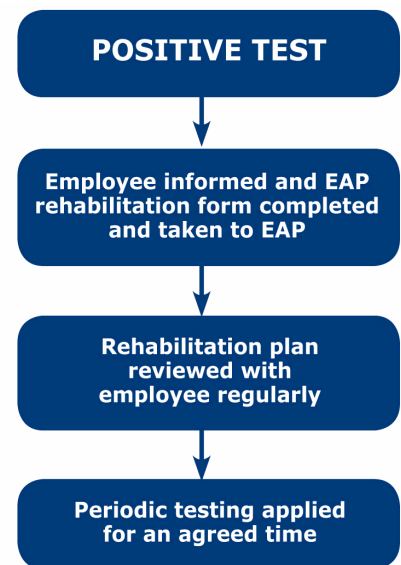 POSITIVE TEST
Employee informed and EAP
rehabilitation form completed
and taken to EAP
Rehabilitation plan
reviewed with
employee regularly
Periodic testing applied
for an agreed time